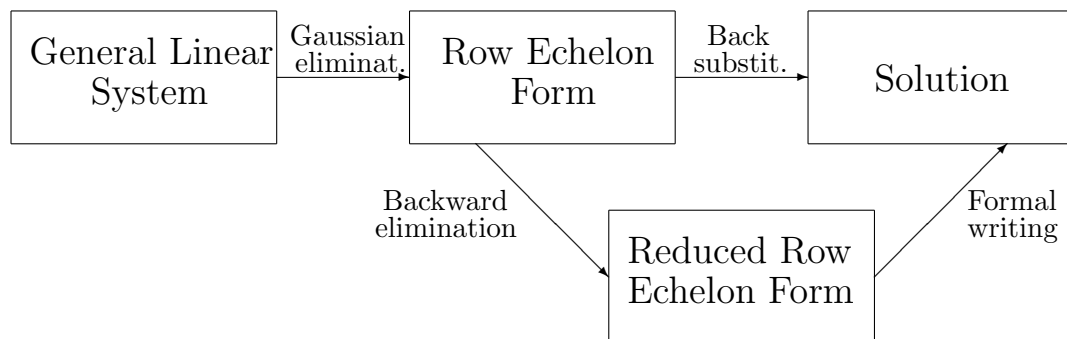 General Linear
System
Gaussian
eliminat.
Row Echelon
Form
Back
substit.
Solution
Backward
elimination
Reduced Row
Echelon Form
Formal
writing